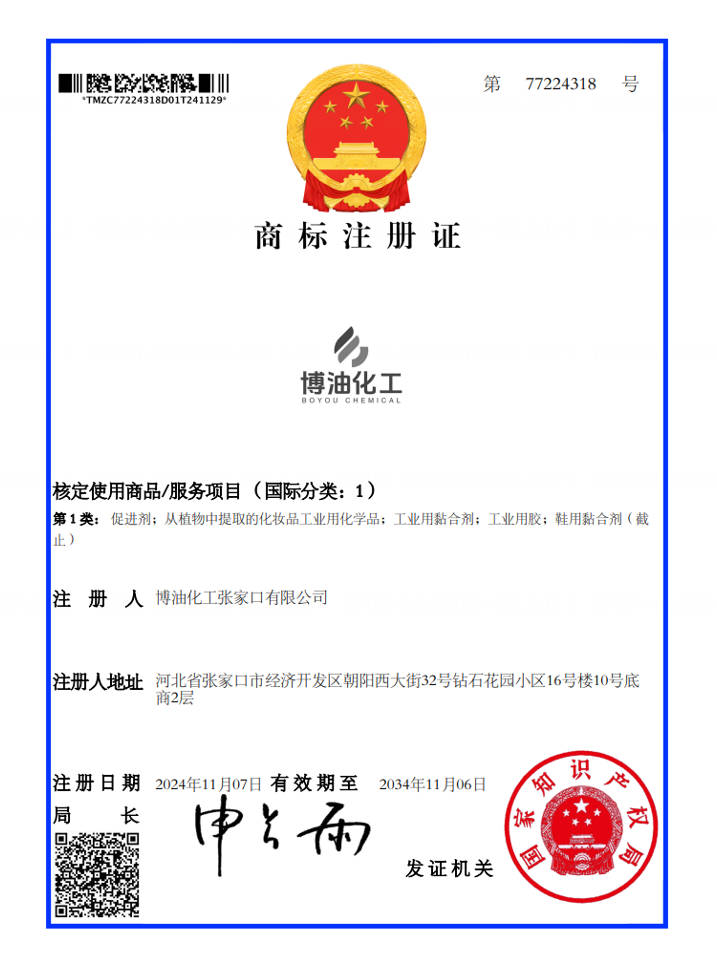 *TMZC77224318D01T241129*
第 77224318 号
商标注册证
博油化工
BOYOU CHEMICAL
核定使用商品/服务项目（国际分类：1）
第1类：促进剂；从植物中提取的化妆品工业用化学品；工业用黏合剂；工业用胶；鞋用黏合剂（截
止）
注 册 人 博油化工张家口有限公司
注册人地址 河北省张家口市经济开发区朝阳西大街32号钻石花园小区16号楼10号底
商2层
注册日期 2024年11月07日 有效期至 2034年11月06日
局 长
申长雨
发证机关
国家知识产权局